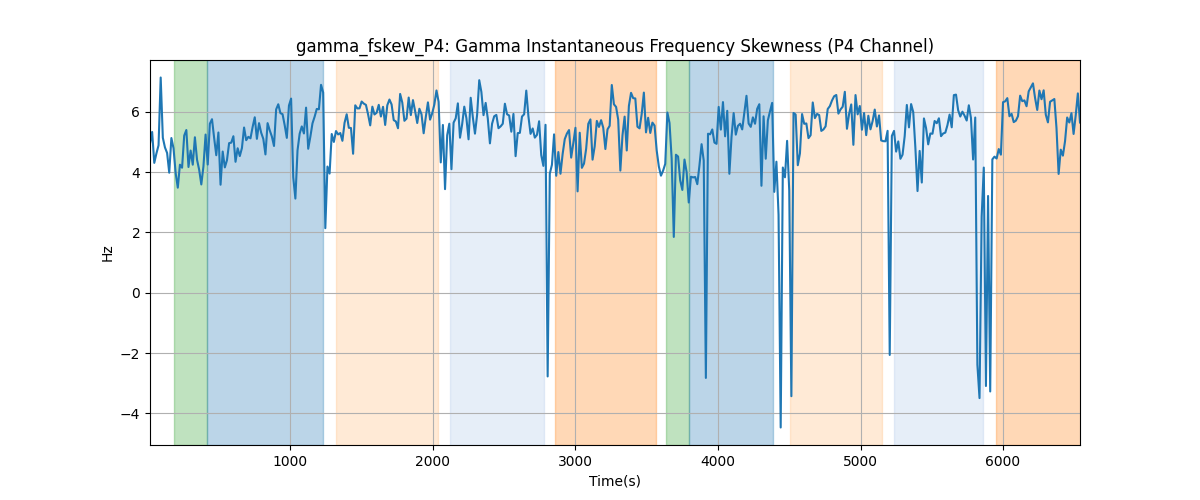 gamma_fskew_P4: Gamma Instantaneous Frequency Skewness (P4 Channel)
6
4
2
0
−2
−4
Hz
1000 2000 3000 4000 5000 6000
Time(s)